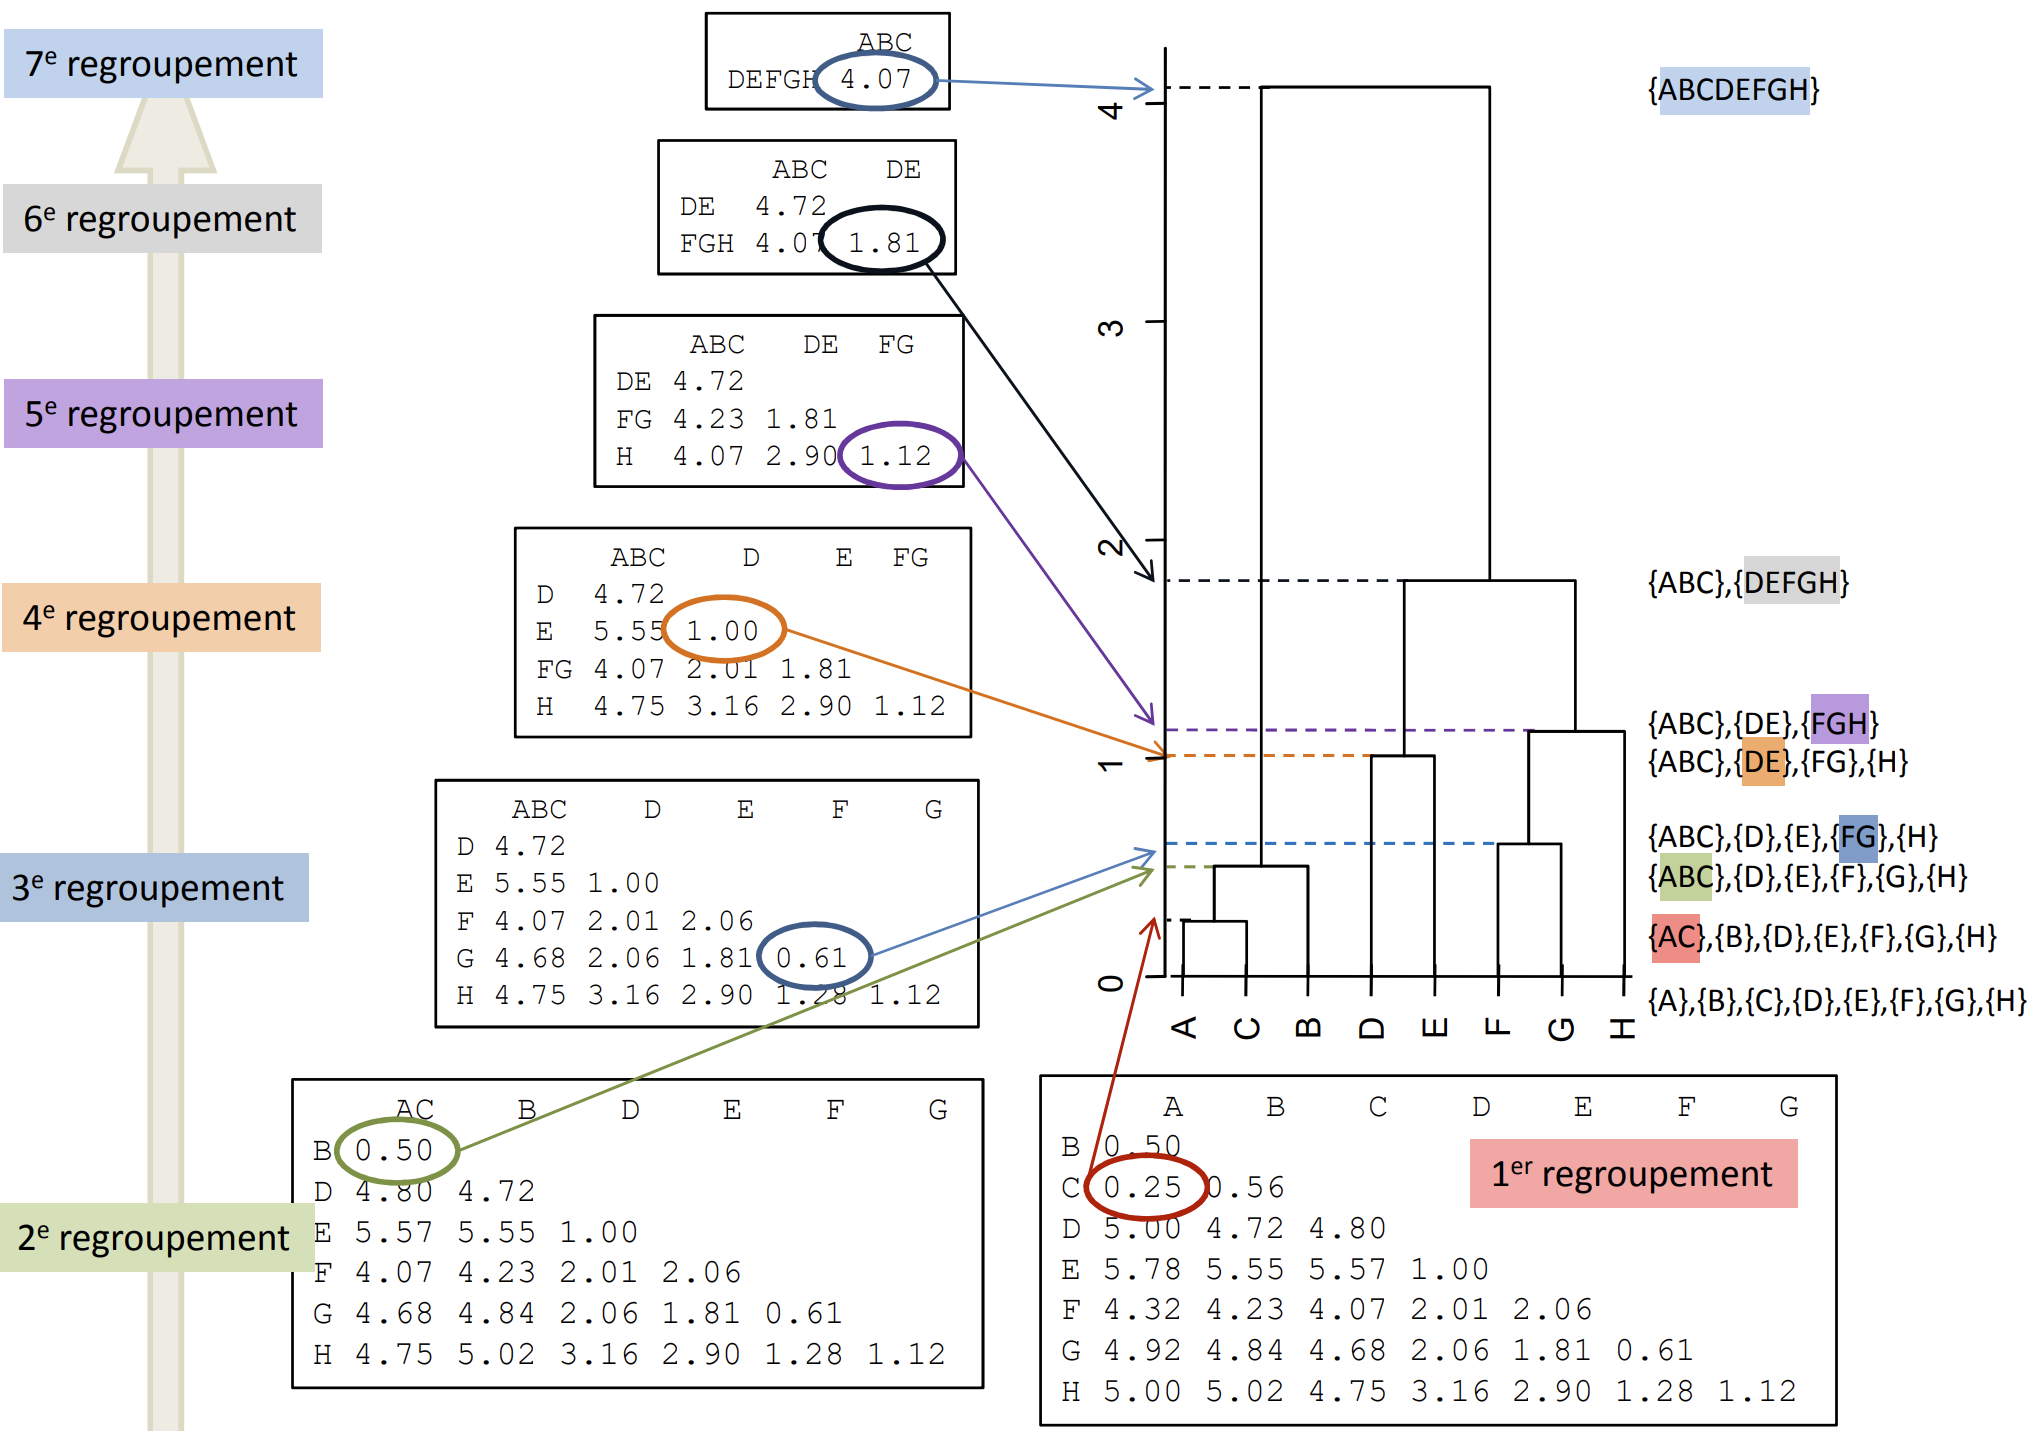 7e regroupement
6e regroupement
5e regroupement
4e regroupement
3e regroupement
2e regroupement
ABC
DEFGH 4.07
ABC DE
DE 4.72
FGH 4.07 1.81
ABC DE FG
DE 4.72
FG 4.23 1.81
H 4.07 2.90 1.12
ABC D E FG
D 4.72
E 5.55 1.00
FG 4.07 2.01 1.81
H 4.75 3.16 2.90 1.12
ABC D E F G
D 4.72
E 5.55 1.00
F 4.07 2.01 2.06
G 4.68 2.06 1.81 0.61
H 4.75 3.16 2.90 1.28 1.12
AC B D E F G
B 0.50
D 4.80 4.72
E 5.57 5.55 1.00
F 4.07 4.23 2.01 2.06
G 4.68 4.84 2.06 1.81 0.61
H 4.75 5.02 3.16 2.90 1.28 1.12
4
3
2
1
0
A C B D E F G H
{ABCDEFGH}
{ABC},{DEFGH}
{ABC},{DE},{FGH}
{ABC},{DE},{FG},{H}
{ABC},{D},{E},{FG},{H}
{ABC},{D},{E},{F},{G},{H}
{AC},{B},{D},{E},{F},{G},{H}
{A},{B},{C},{D},{E},{F},{G},{H}
A B C D E F G
B 0.50
1er regroupement
C 0.25 0.56
D 5.00 4.72 4.80
E 5.78 5.55 5.57 1.00
F 4.32 4.23 4.07 2.01 2.06
G 4.92 4.84 4.68 2.06 1.81 0.61
H 5.00 5.02 4.75 3.16 2.90 1.28 1.12